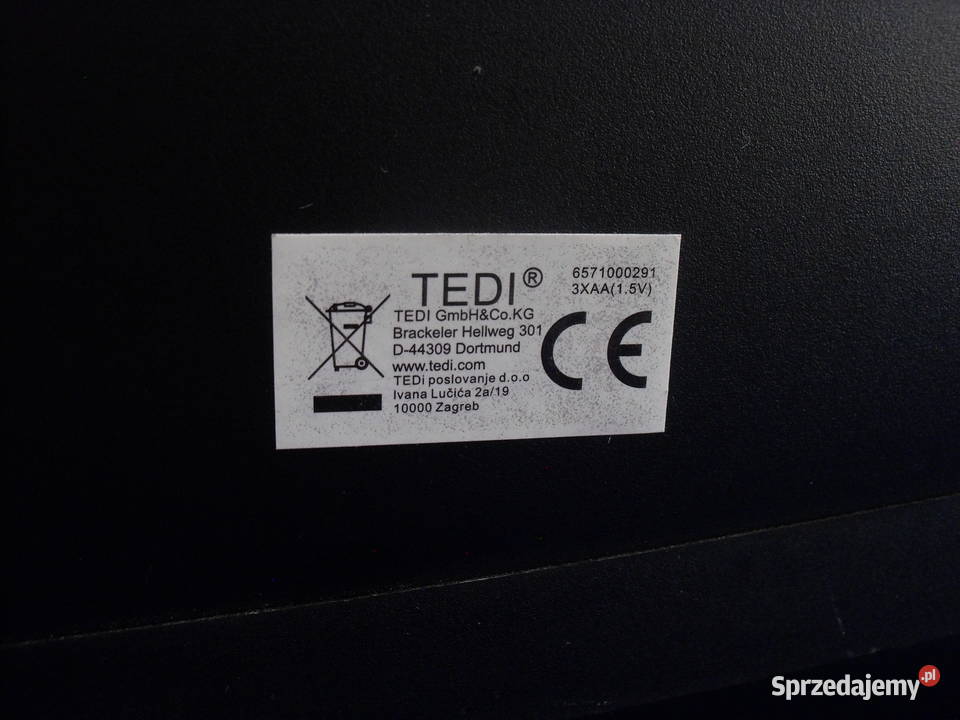 TEDI®
6571000291
3XAA(1.5V)
TEDI GmbH&Co.KG
Brackeler Hellweg 301
D-44309 Dortmund
www.tedi.com
TEDi poslovanje d.o.o
Ivana Lučića 2a/19
10000 Zagreb
CE
Sprzedajemy.pl